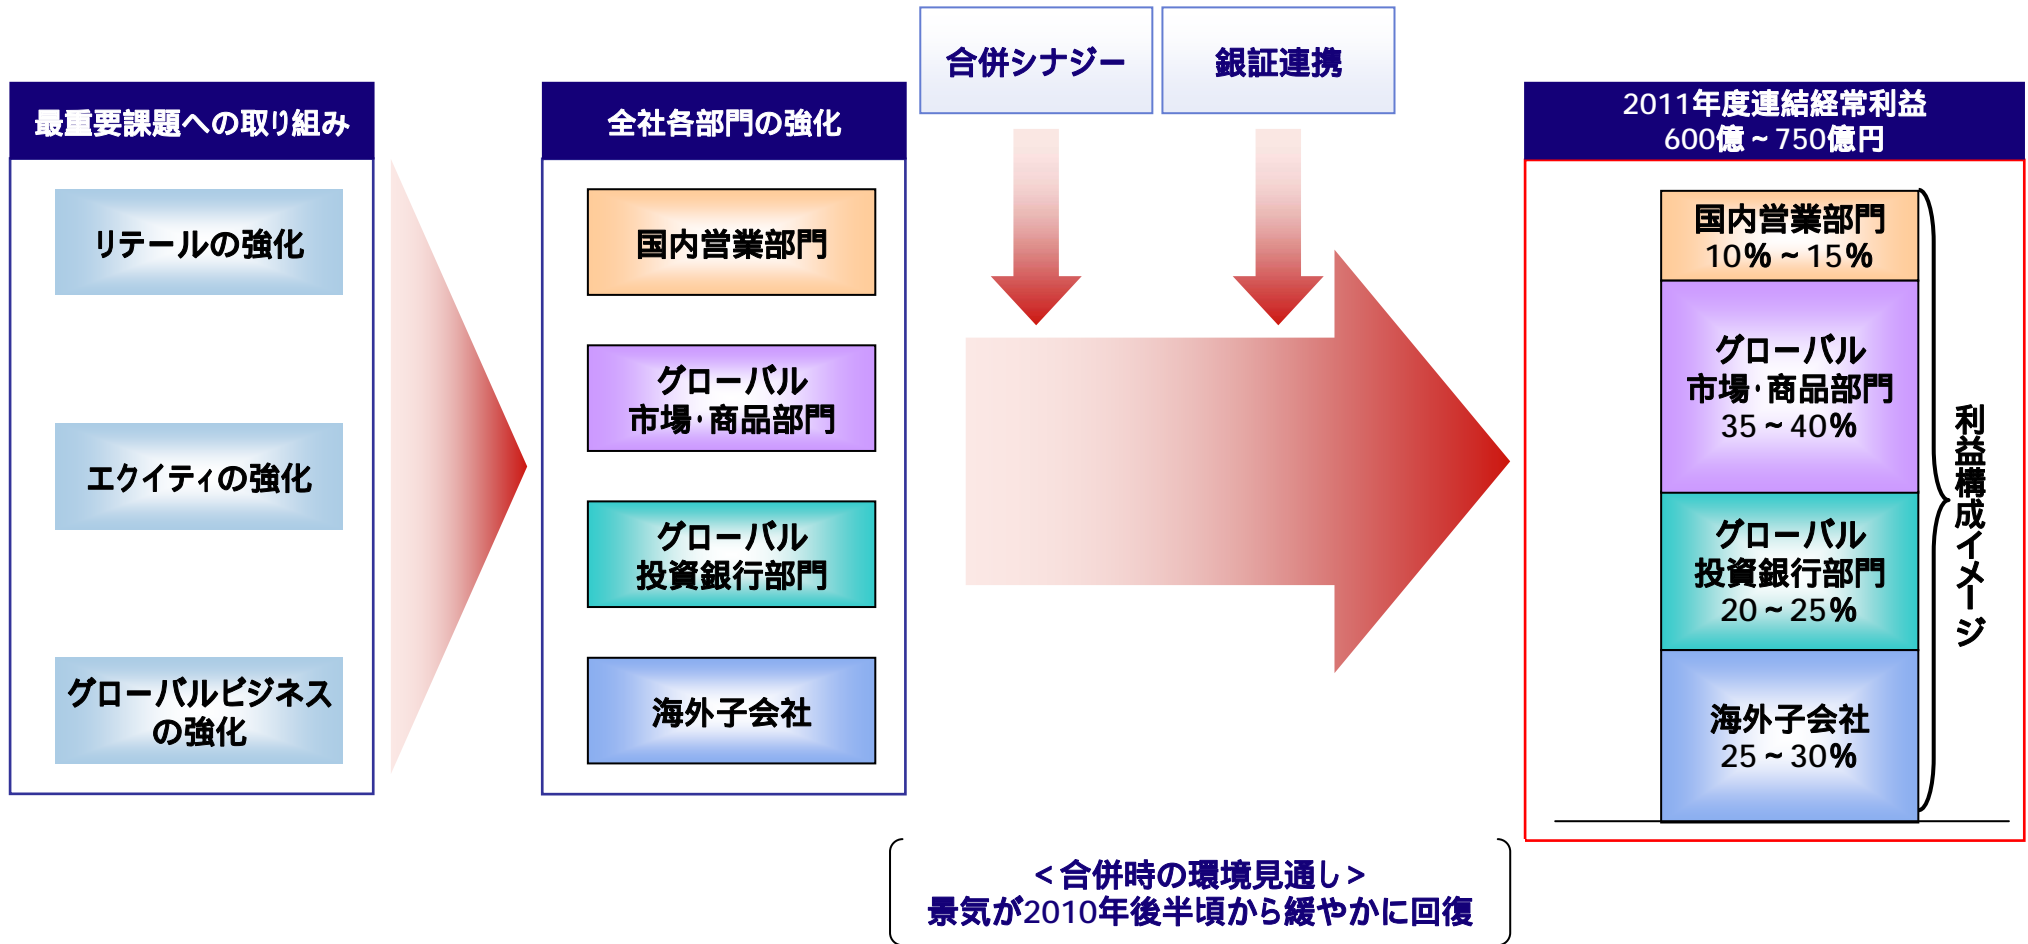 合併シナジー
銀証連携
最重要課題への取り組み
リテールの強化
エクイティの強化
グローバルビジネス
の強化
全社各部門の強化
国内営業部門
グローバル
市場・商品部門
グローバル
投資銀行部門
海外子会社
2011年度連結経常利益
600億~750億円
国内営業部門
10%~15%
グローバル
市場・商品部門
35~40%
グローバル
投資銀行部門
20~25%
海外子会社
25~30%
利益構成イメージ
<合併時の環境見通し>
景気が2010年後半頃から緩やかに回復